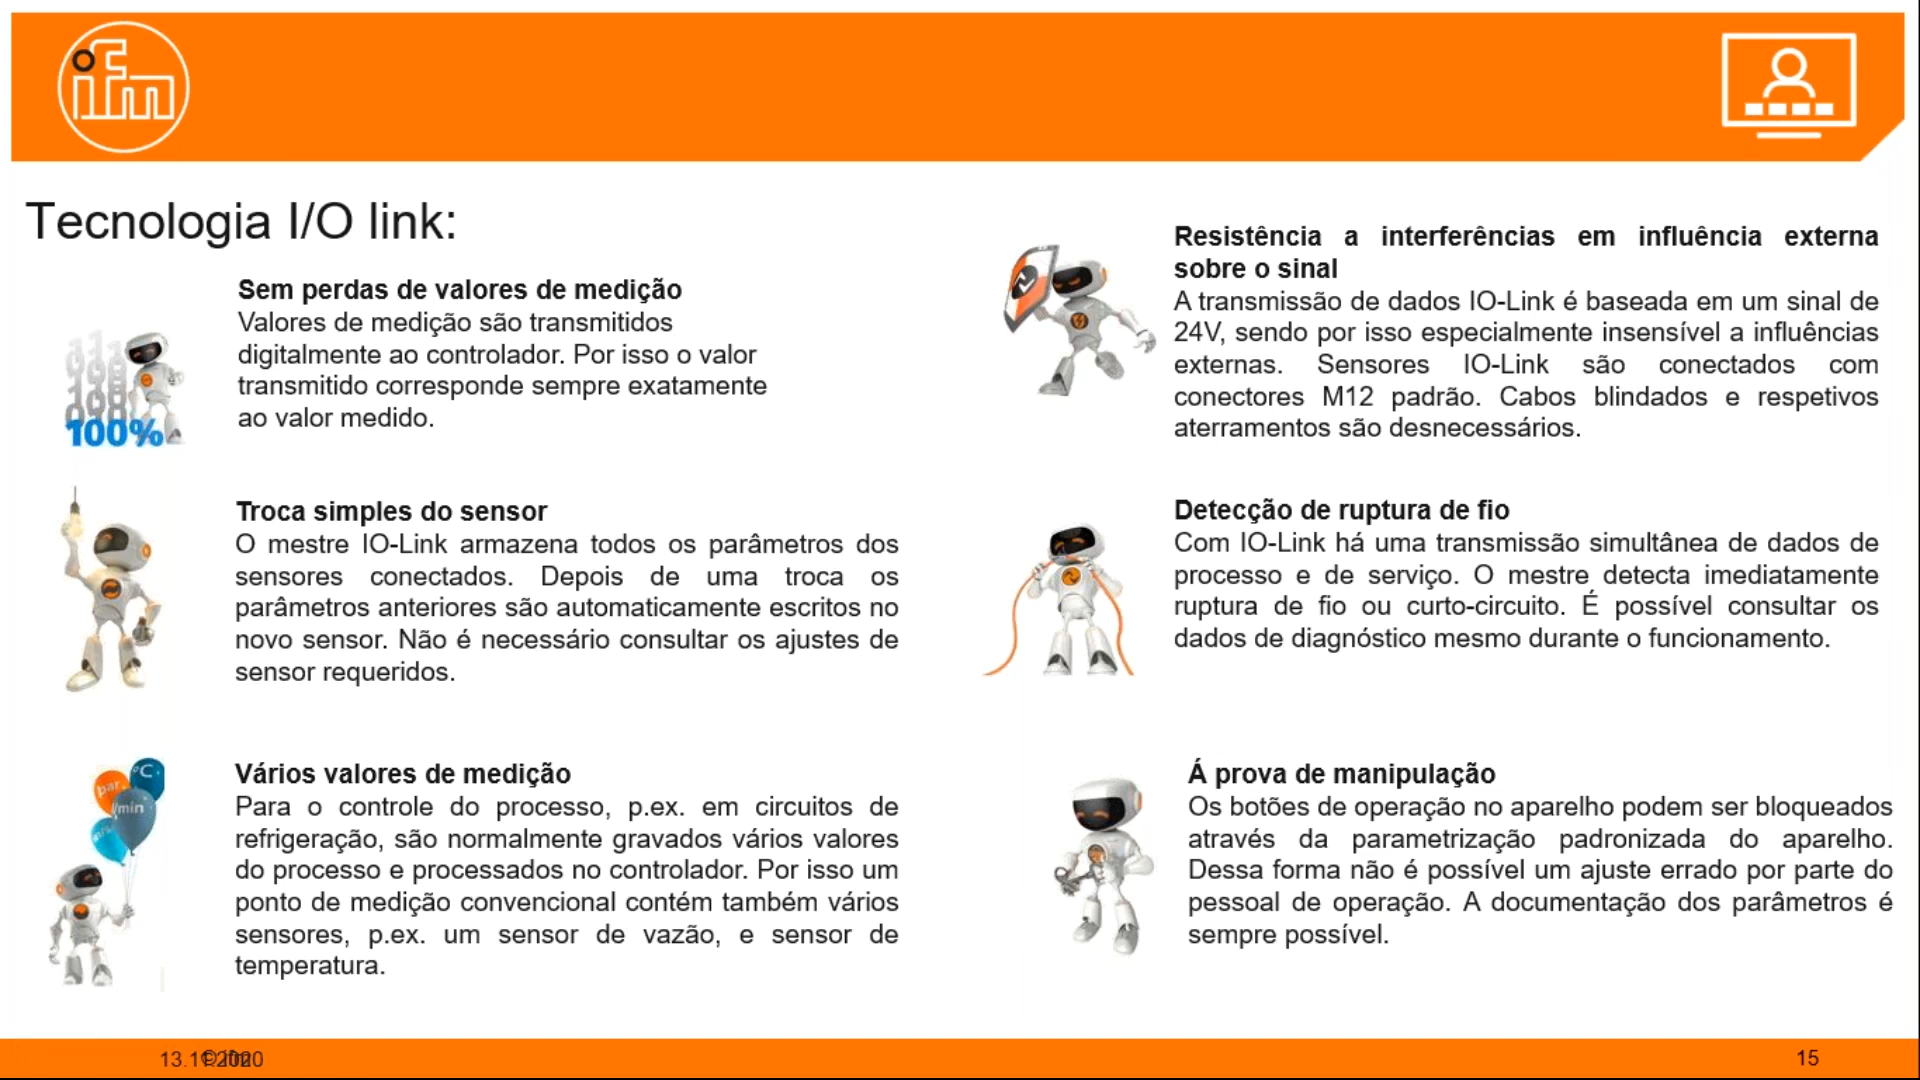 ifm
Tecnologia I/O link:
Sem perdas de valores de medição
Valores de medição são transmitidos
digitalmente ao controlador. Por isso o valor
transmitido corresponde sempre exatamente
ao valor medido.
100%
Troca simples do sensor
O mestre IO-Link armazena todos os parâmetros dos
sensores conectados. Depois de uma troca os
parâmetros anteriores são automaticamente escritos no
novo sensor. Não é necessário consultar os ajustes de
sensor requeridos.
°C
bar
l/min
Vários valores de medição
Para o controle do processo, p.ex. em circuitos de
refrigeração, são normalmente gravados vários valores
do processo e processados no controlador. Por isso um
ponto de medição convencional contém também vários
sensores, p.ex. um sensor de vazão, e sensor de
temperatura.
Resistência a interferências em influência externa
sobre o sinal
A transmissão de dados IO-Link é baseada em um sinal de
24V, sendo por isso especialmente insensível a influências
externas. Sensores IO-Link são conectados com
conectores M12 padrão. Cabos blindados e respetivos
aterramentos são desnecessários.
Detecção de ruptura de fio
Com IO-Link há uma transmissão simultânea de dados de
processo e de serviço. O mestre detecta imediatamente
ruptura de fio ou curto-circuito. É possível consultar os
dados de diagnóstico mesmo durante o funcionamento.
Á prova de manipulação
Os botões de operação no aparelho podem ser bloqueados
através da parametrização padronizada do aparelho.
Dessa forma não é possível um ajuste errado por parte do
pessoal de operação. A documentação dos parâmetros é
sempre possível.
13.11.2020
© ifm
15